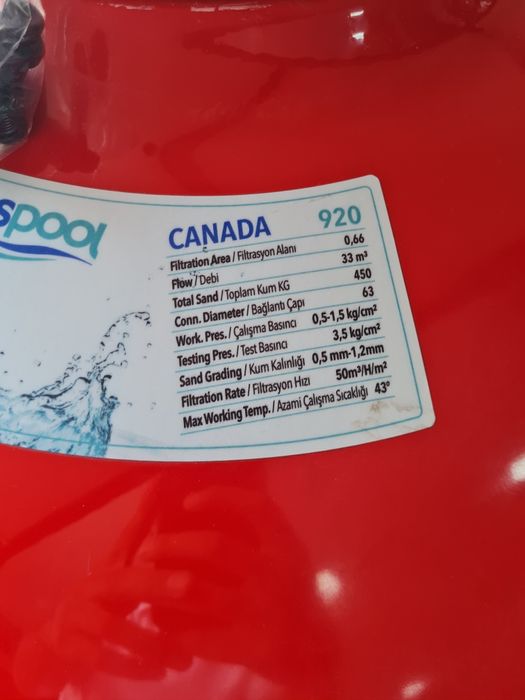 spool
CANADA 920
Filtration Area / Filtrasyon Alanı 0,66
Flow / Debi 33 m³
Total Sand / Toplam Kum KG 450
Conn. Diameter / Bağlantı Çapı 63
Work. Pres. / Çalışma Basıncı 0,5-1,5 kg/cm²
Testing Pres. / Test Basıncı 3,5 kg/cm²
Sand Grading / Kum Kalınlığı 0,5 mm-1,2mm
Filtration Rate / Filtrasyon Hızı 50m³/H/m²
Max Working Temp. / Azami Çalışma Sıcaklığı 43°